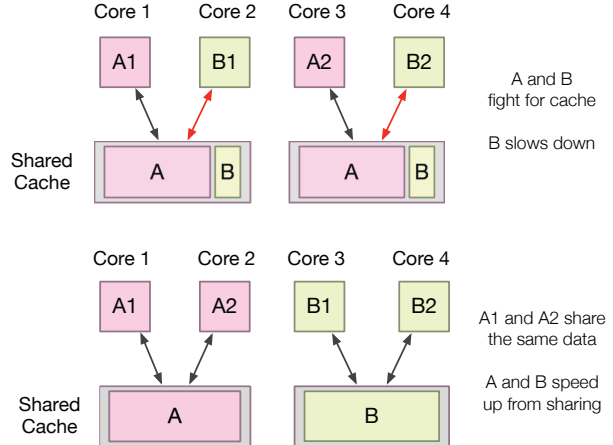 Core 1 Core 2 Core 3 Core 4
A1 B1 A2 B2
A and B
fight for cache
B slows down
Shared
Cache
A B A B
Core 1 Core 2 Core 3 Core 4
A1 A2 B1 B2
A1 and A2 share
the same data
A and B speed
up from sharing
Shared
Cache
A B